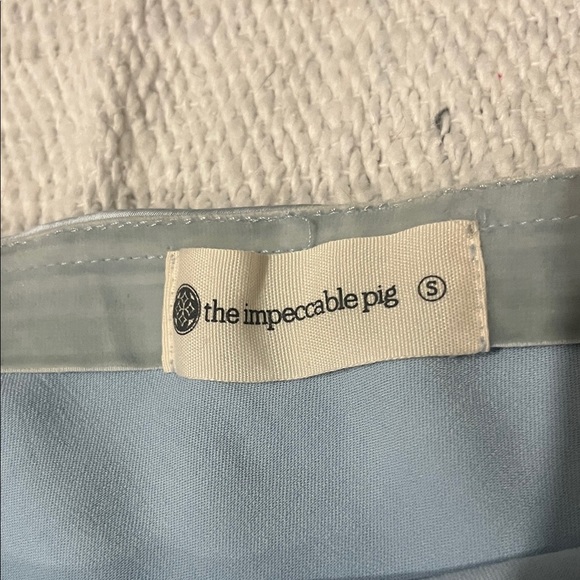 the impeccable pig S